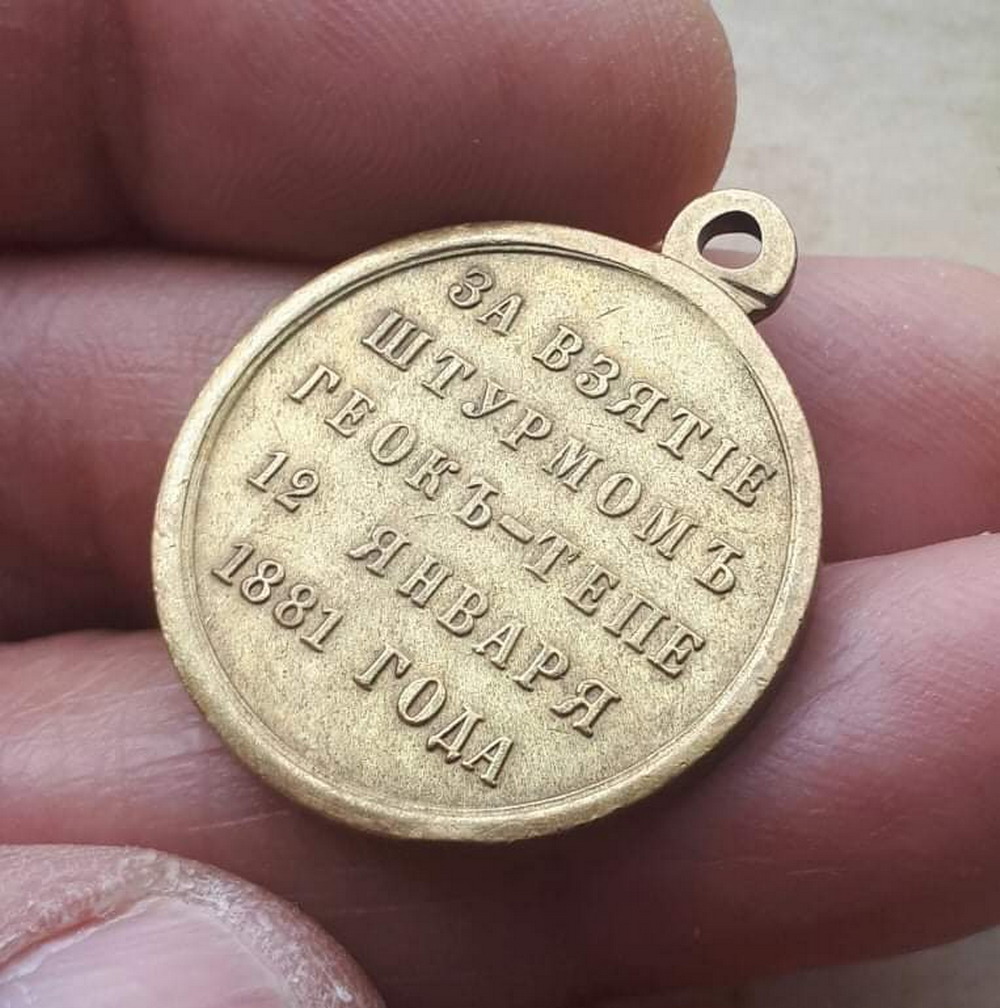 ЗА ВЗЯТІЕ
ШТУРМОМЪ
ГЕОКЪ-ТЕПЕ
12 ЯНВАРЯ
1881 ГОДА